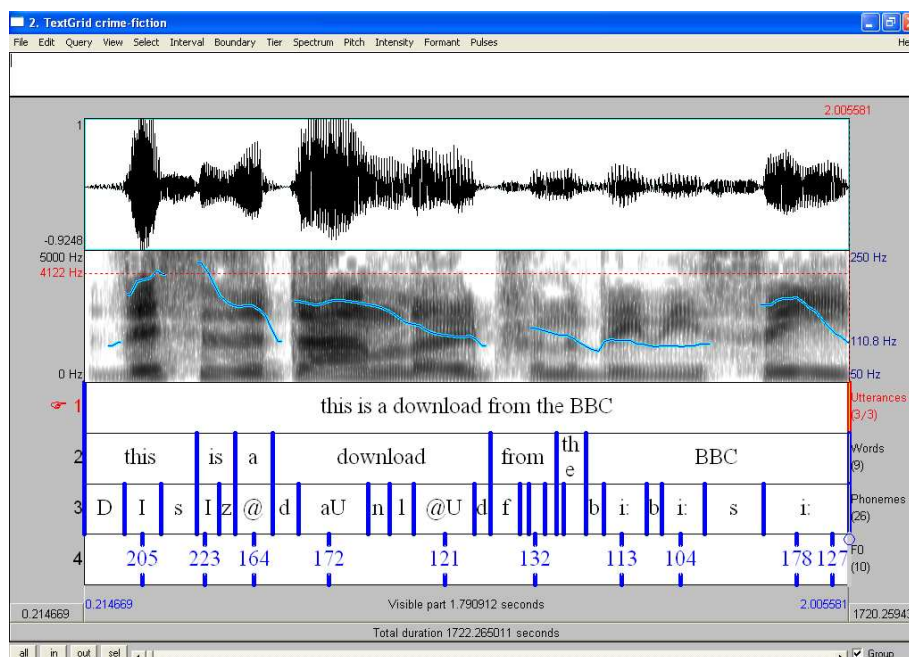 2. TextGrid crime-fiction
File Edit Query View Select Interval Boundary Tier Spectrum Pitch Intensity Formant Pulses He
2.005581
1
-0.9248
5000 Hz 250 Hz
4122 Hz
110.8 Hz
0 Hz 50 Hz
1 this is a download from the BBC Utterances (3/3)
2 this is a download from the BBC Words (9)
3 D I s I z @ d aU n l @U d f b i: b i: s i: Phonemes (26)
4 205 223 164 172 121 132 113 104 178 127 F0 (10)
0.214669 0.214669 Visible part 1.790912 seconds 2.005581 1720.25943
Total duration 1722.265011 seconds
all in out sel Group